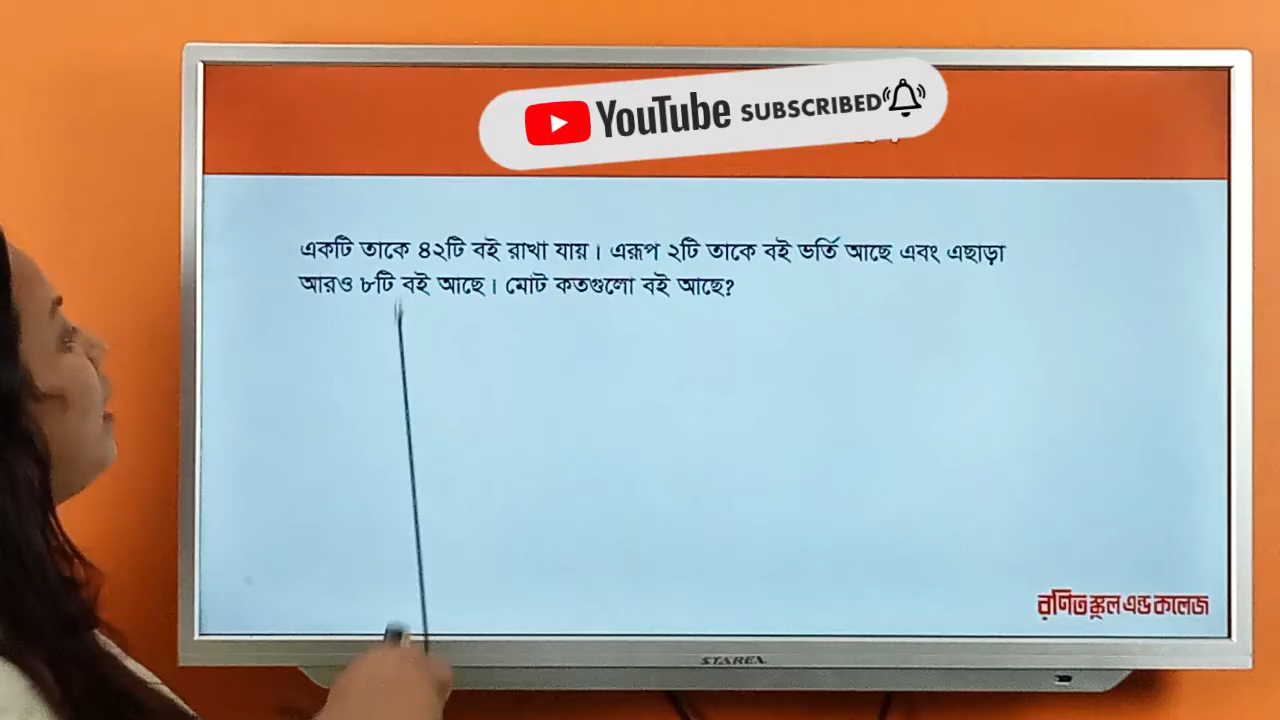 YouTube SUBSCRIBED
একটি তাকে ৪২টি বই রাখা যায়। এরূপ ২টি তাকে বই ভর্তি আছে এবং এছাড়া
আরও ৮টি বই আছে। মোট কতগুলো বই আছে?
রণিত স্কুল এন্ড কলেজ
STAREX